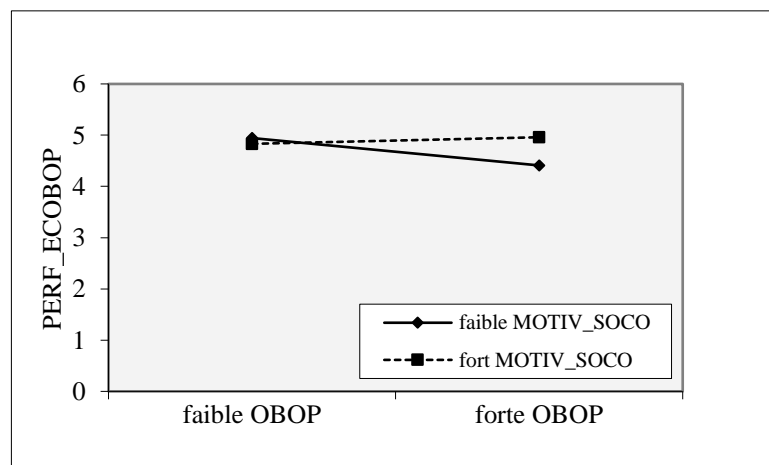 PERF_ECOBOP
6
5
4
3
2
1
0
faible MOTIV_SOCO
fort MOTIV_SOCO
faible OBOP
forte OBOP